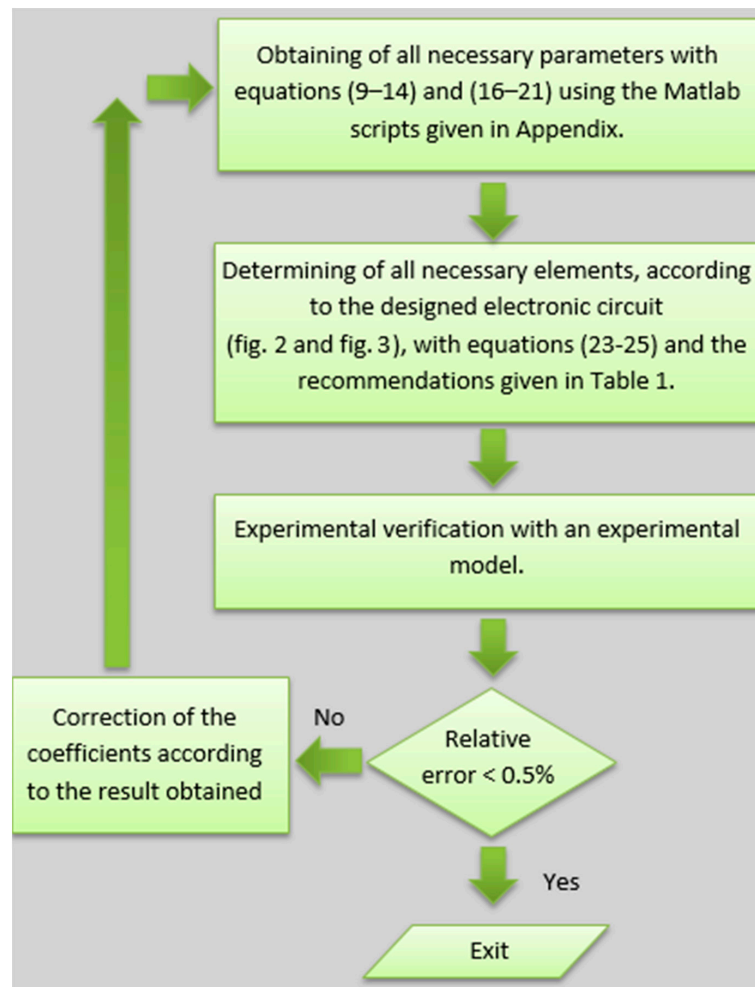 Obtaining of all necessary parameters with
equations (9–14) and (16–21) using the Matlab
scripts given in Appendix.
Determining of all necessary elements, according
to the designed electronic circuit
(fig. 2 and fig. 3), with equations (23-25) and the
recommendations given in Table 1.
Experimental verification with an experimental
model.
Relative
error < 0.5%
No
Correction of the
coefficients according
to the result obtained
Yes
Exit